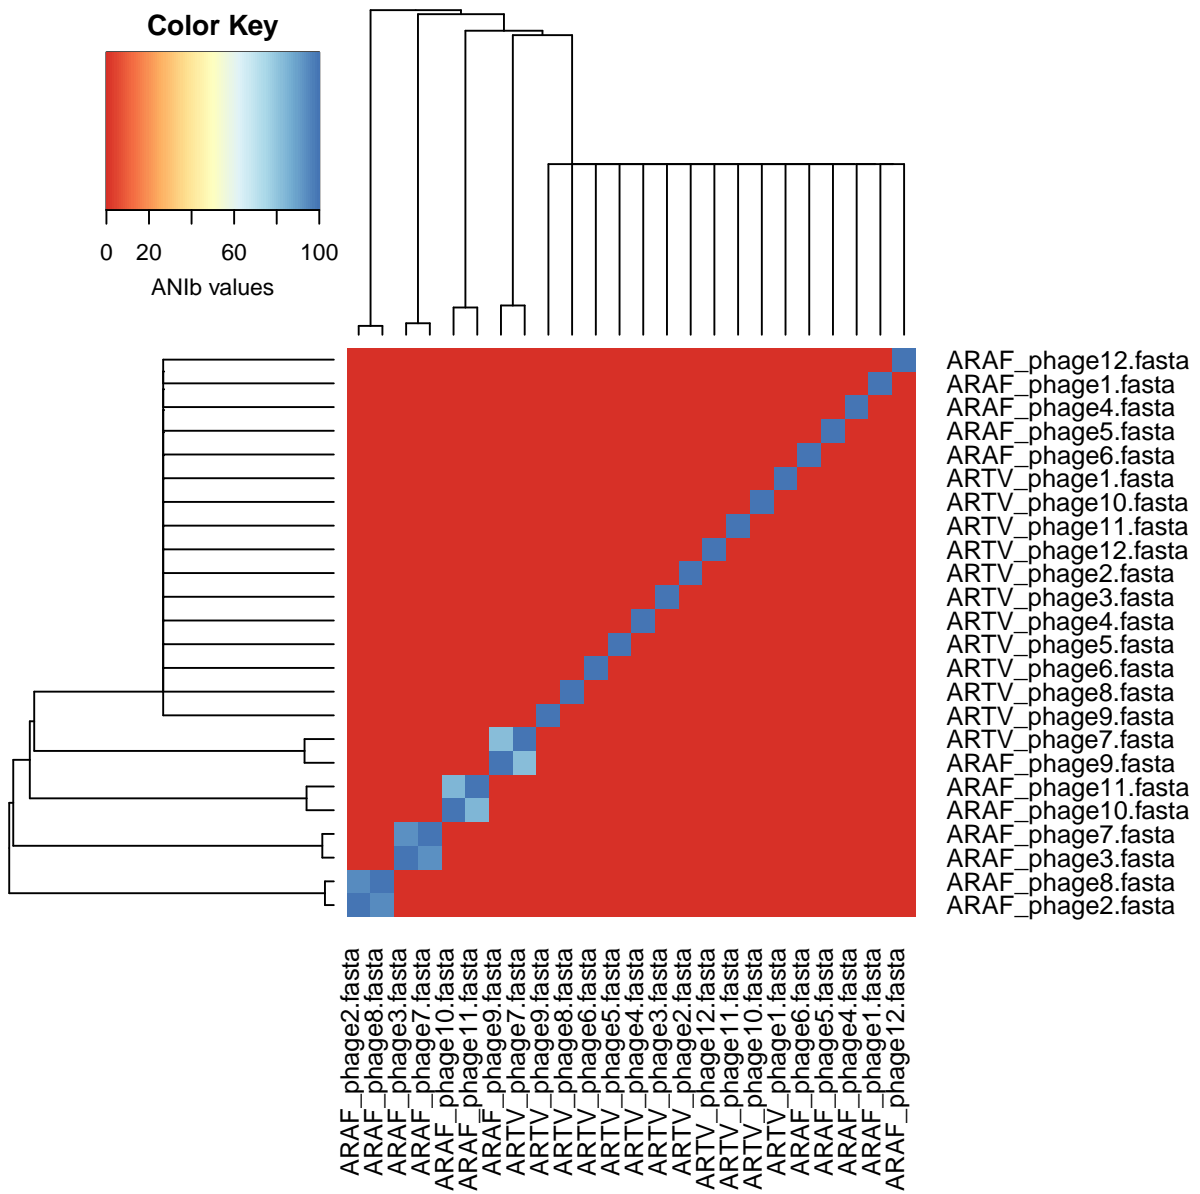 Color Key
0 20 60 100
ANIb values
ARAF_phage12.fasta
ARAF_phage1.fasta
ARAF_phage4.fasta
ARAF_phage5.fasta
ARAF_phage6.fasta
ARTV_phage1.fasta
ARTV_phage10.fasta
ARTV_phage11.fasta
ARTV_phage12.fasta
ARTV_phage2.fasta
ARTV_phage3.fasta
ARTV_phage4.fasta
ARTV_phage5.fasta
ARTV_phage6.fasta
ARTV_phage8.fasta
ARTV_phage9.fasta
ARTV_phage7.fasta
ARAF_phage9.fasta
ARAF_phage11.fasta
ARAF_phage10.fasta
ARAF_phage7.fasta
ARAF_phage3.fasta
ARAF_phage8.fasta
ARAF_phage2.fasta
ARAF_phage2.fasta
ARAF_phage8.fasta
ARAF_phage3.fasta
ARAF_phage7.fasta
ARAF_phage10.fasta
ARAF_phage11.fasta
ARAF_phage9.fasta
ARTV_phage7.fasta
ARTV_phage9.fasta
ARTV_phage8.fasta
ARTV_phage6.fasta
ARTV_phage5.fasta
ARTV_phage4.fasta
ARTV_phage3.fasta
ARTV_phage2.fasta
ARTV_phage12.fasta
ARTV_phage11.fasta
ARTV_phage10.fasta
ARTV_phage1.fasta
ARAF_phage6.fasta
ARAF_phage5.fasta
ARAF_phage4.fasta
ARAF_phage1.fasta
ARAF_phage12.fasta